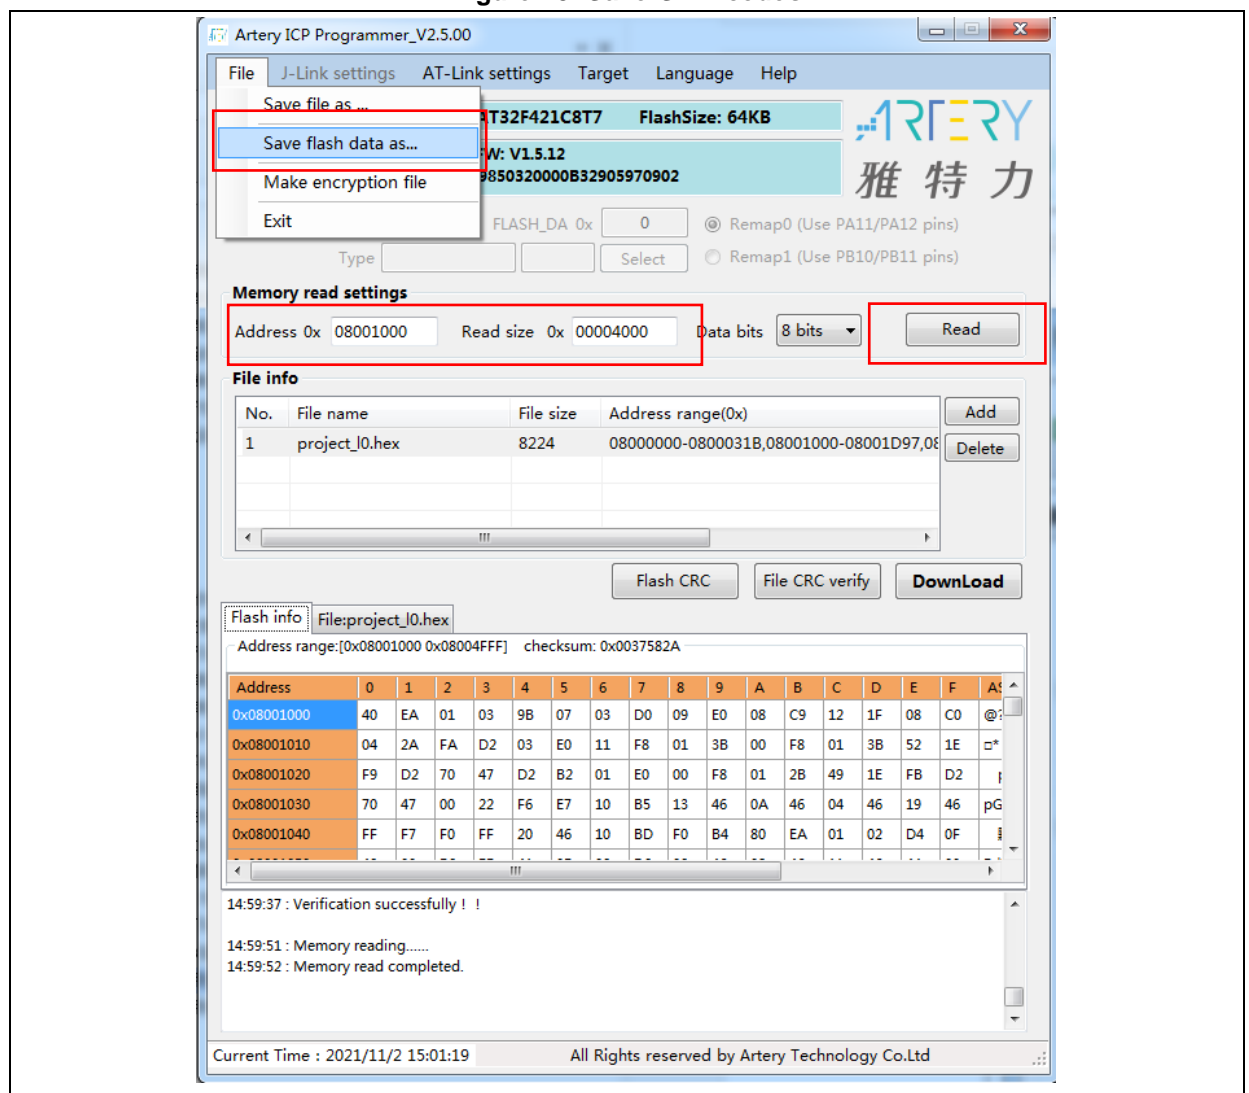 Artery ICP Programmer_V2.5.00
File J-Link settings AT-Link settings Target Language Help
Save file as ...
Save flash data as...
Make encryption file
Exit
AT32F421C8T7 FlashSize: 64KB
FW: V1.5.12
9850320000B32905970902
ARTERY
雅特力
FLASH_DA 0x 0 Remap0 (Use PA11/PA12 pins)
Type Select Remap1 (Use PB10/PB11 pins)
Memory read settings
Address 0x 08001000 Read size 0x 00004000 Data bits 8 bits Read
File info
No. File name File size Address range(0x) Add
1 project_l0.hex 8224 08000000-0800031B,08001000-08001D97,08 Delete
Flash CRC File CRC verify DownLoad
Flash info File:project_l0.hex
Address range:[0x08001000 0x08004FFF] checksum: 0x0037582A
Address 0 1 2 3 4 5 6 7 8 9 A B C D E F
0x08001000 40 EA 01 03 9B 07 03 D0 09 E0 08 C9 12 1F 08 C0 @?
0x08001010 04 2A FA D2 03 E0 11 F8 01 3B 00 F8 01 3B 52 1E □*
0x08001020 F9 D2 70 47 D2 B2 01 E0 00 F8 01 2B 49 1E FB D2
0x08001030 70 47 00 22 F6 E7 10 B5 13 46 0A 46 04 46 19 46 pG
0x08001040 FF F7 F0 FF 20 46 10 BD F0 B4 80 EA 01 02 D4 0F
14:59:37 : Verification successfully！！
14:59:51 : Memory reading......
14:59:52 : Memory read completed.
Current Time : 2021/11/2 15:01:19 All Rights reserved by Artery Technology Co.Ltd